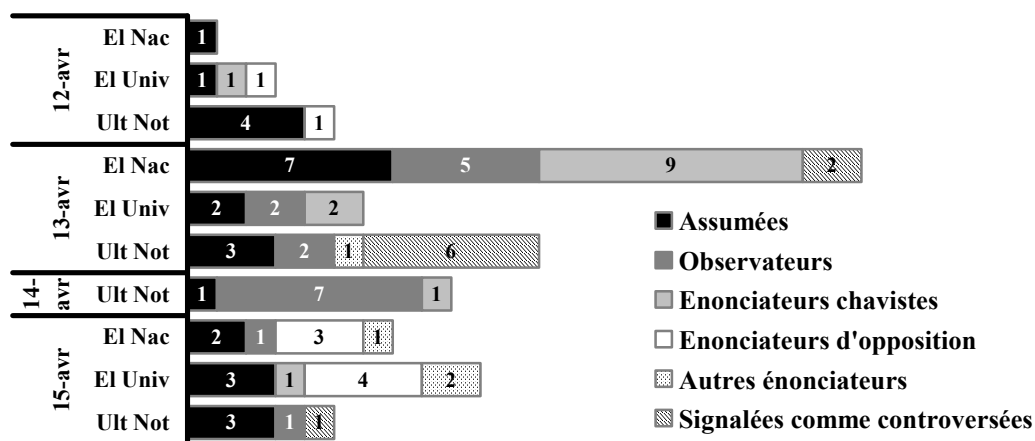 12-avr
El Nac 1
El Univ 1 1 1
Ult Not 4 1
13-avr
El Nac 7 5 9 2
El Univ 2 2 2
Ult Not 3 2 1 6
14-avr
Ult Not 1 7 1
15-avr
El Nac 2 1 3 1
El Univ 3 1 4 2
Ult Not 3 1 1
Assumées
Observateurs
Enonciateurs chavistes
Enonciateurs d'opposition
Autres énonciateurs
Signalées comme controversées